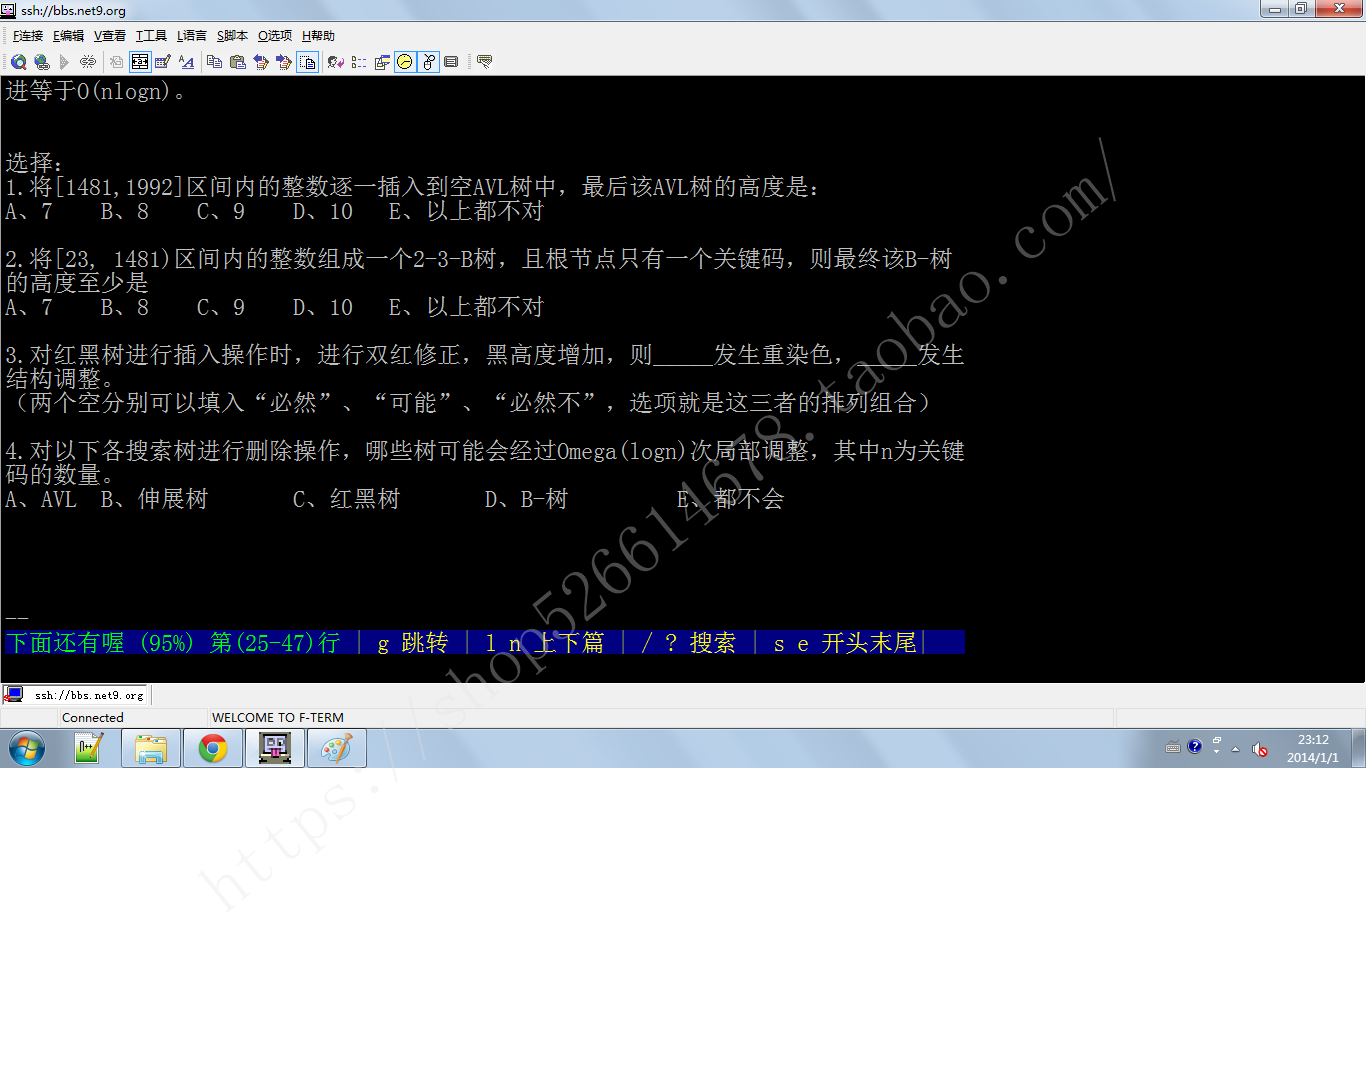 ssh://bbs.net9.org
F连接 E编辑 V查看 T工具 L语言 S脚本 O选项 H帮助
进等于O(nlogn)。
选择：
1.将[1481,1992]区间内的整数逐一插入到空AVL树中，最后该AVL树的高度是：
A、7 B、8 C、9 D、10 E、以上都不对
2.将[23, 1481)区间内的整数组成一个2-3-B树，且根节点只有一个关键码，则最终该B-树
的高度至少是
A、7 B、8 C、9 D、10 E、以上都不对
3.对红黑树进行插入操作时，进行双红修正，黑高度增加，则_____发生重染色，_____发生
结构调整。
（两个空分别可以填入“必然”、“可能”、“必然不”，选项就是这三者的排列组合）
4.对以下各搜索树进行删除操作，哪些树可能会经过Omega(logn)次局部调整，其中n为关键
码的数量。
A、AVL B、伸展树 C、红黑树 D、B-树 E、都不会
--
下面还有喔 (95%) 第(25-47)行 | g 跳转 | l n 上下篇 | / ? 搜索 | s e 开头末尾|
ssh://bbs.net9.org
Connected WELCOME TO F-TERM
23:12
2014/1/1
https://shop526614678.taobao.com/